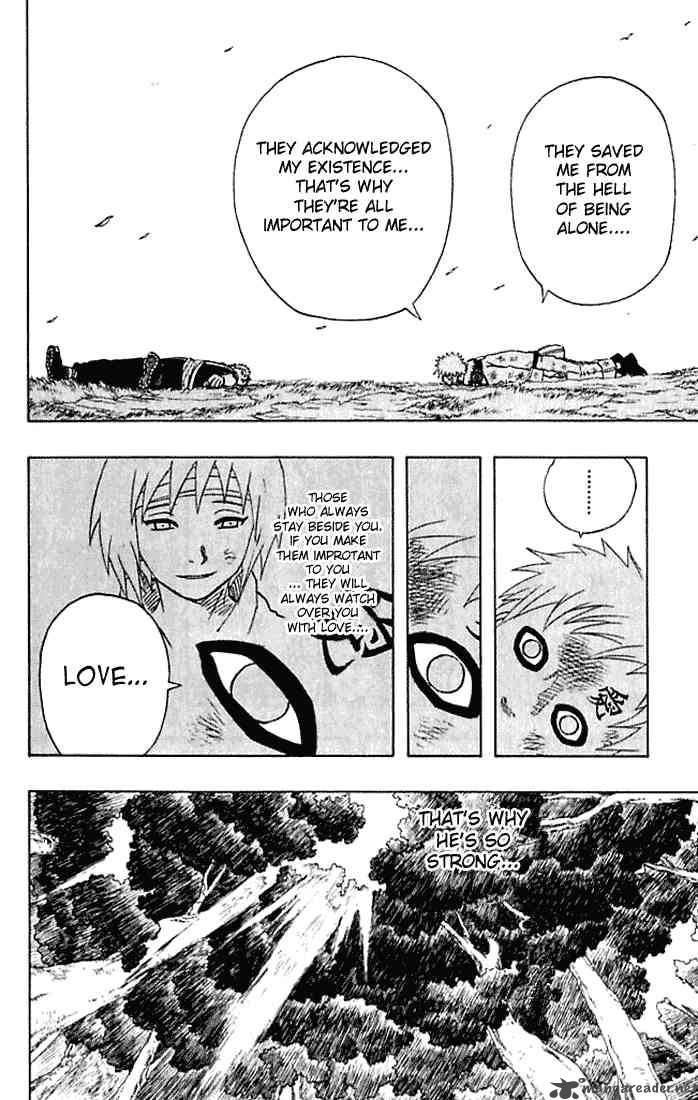 THEY SAVED
ME FROM
THE HELL
OF BEING
ALONE....
THEY ACKNOWLEDGED
MY EXISTENCE...
THAT'S WHY
THEY'RE ALL
IMPORTANT TO ME...
........
THOSE
WHO ALWAYS
STAY BESIDE YOU.
IF YOU MAKE
THEM IMPROTANT
TO YOU
... THEY WILL
ALWAYS WATCH
OVER YOU
WITH LOVE....
LOVE...
THAT'S WHY
HE'S SO
STRONG...
mangareader.net